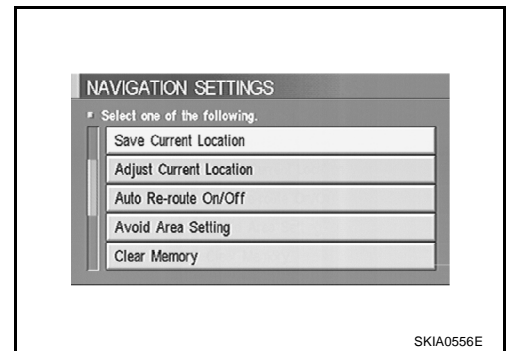 NAVIGATION SETTINGS
Select one of the following.
Save Current Location
Adjust Current Location
Auto Re-route On/Off
Avoid Area Setting
Clear Memory
SKIA0556E